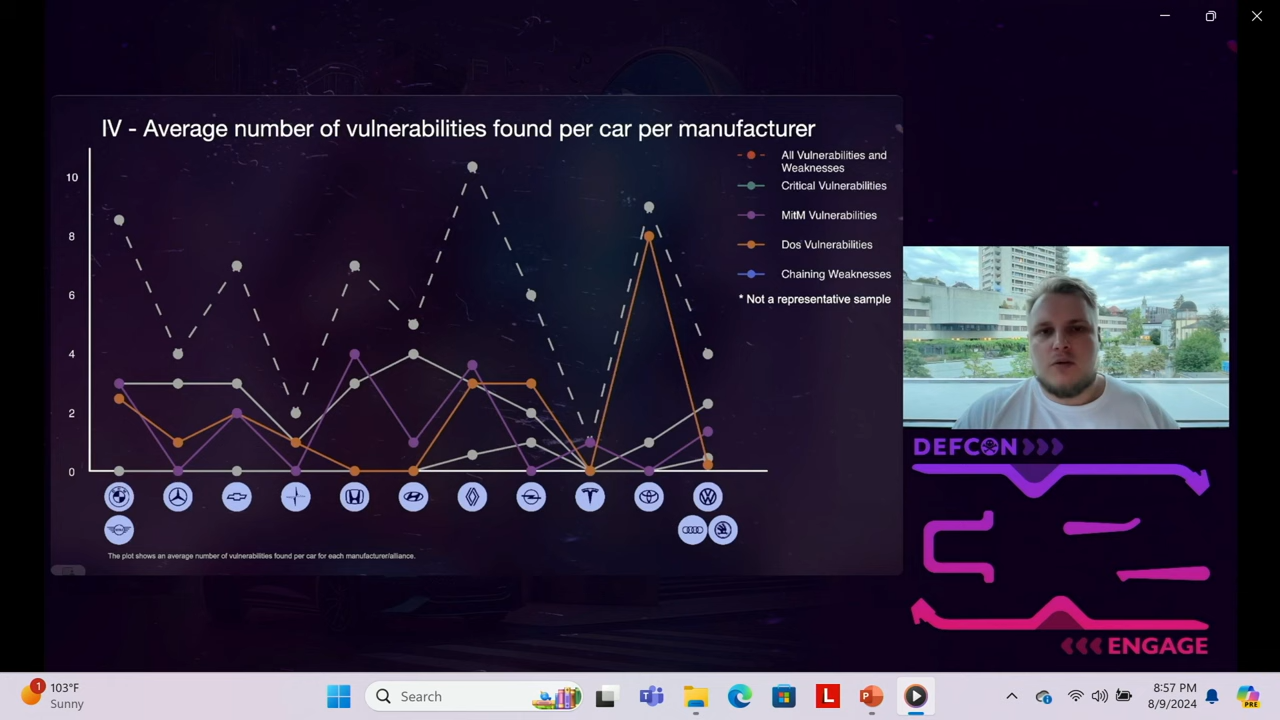 IV - Average number of vulnerabilities found per car per manufacturer
10
8
6
4
2
0
All Vulnerabilities and
Weaknesses
Critical Vulnerabilities
MitM Vulnerabilities
Dos Vulnerabilities
Chaining Weaknesses
* Not a representative sample
The plot shows an average number of vulnerabilities found per car for each manufacturer/alliance.
DEFCON
ENGAGE
1
103°F
Sunny
Search
L
P
PRE
8:57 PM
8/9/2024